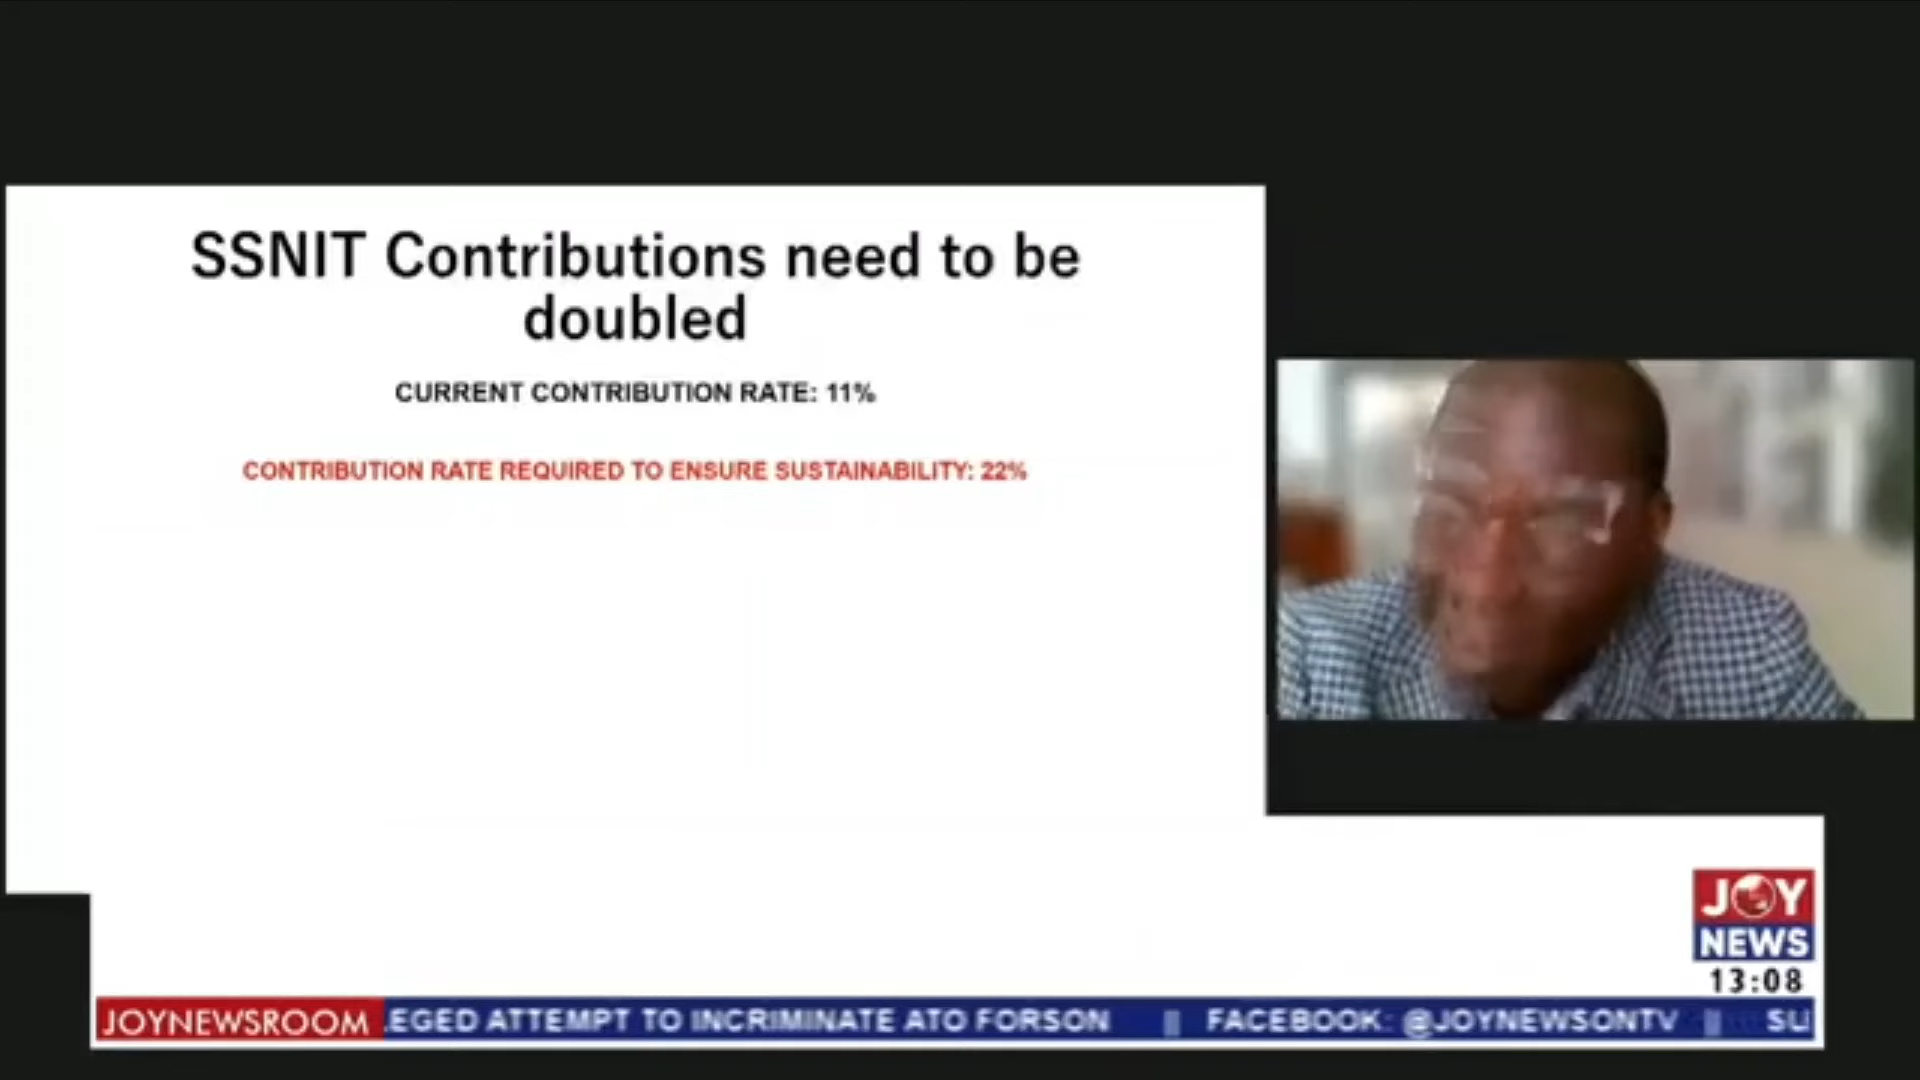 SSNIT Contributions need to be
doubled
CURRENT CONTRIBUTION RATE: 11%
CONTRIBUTION RATE REQUIRED TO ENSURE SUSTAINABILITY: 22%
JOY
NEWS
13:08
JOYNEWSROOM EGED ATTEMPT TO INCRIMINATE ATO FORSON || FACEBOOK: @JOYNEWSONTV || SU